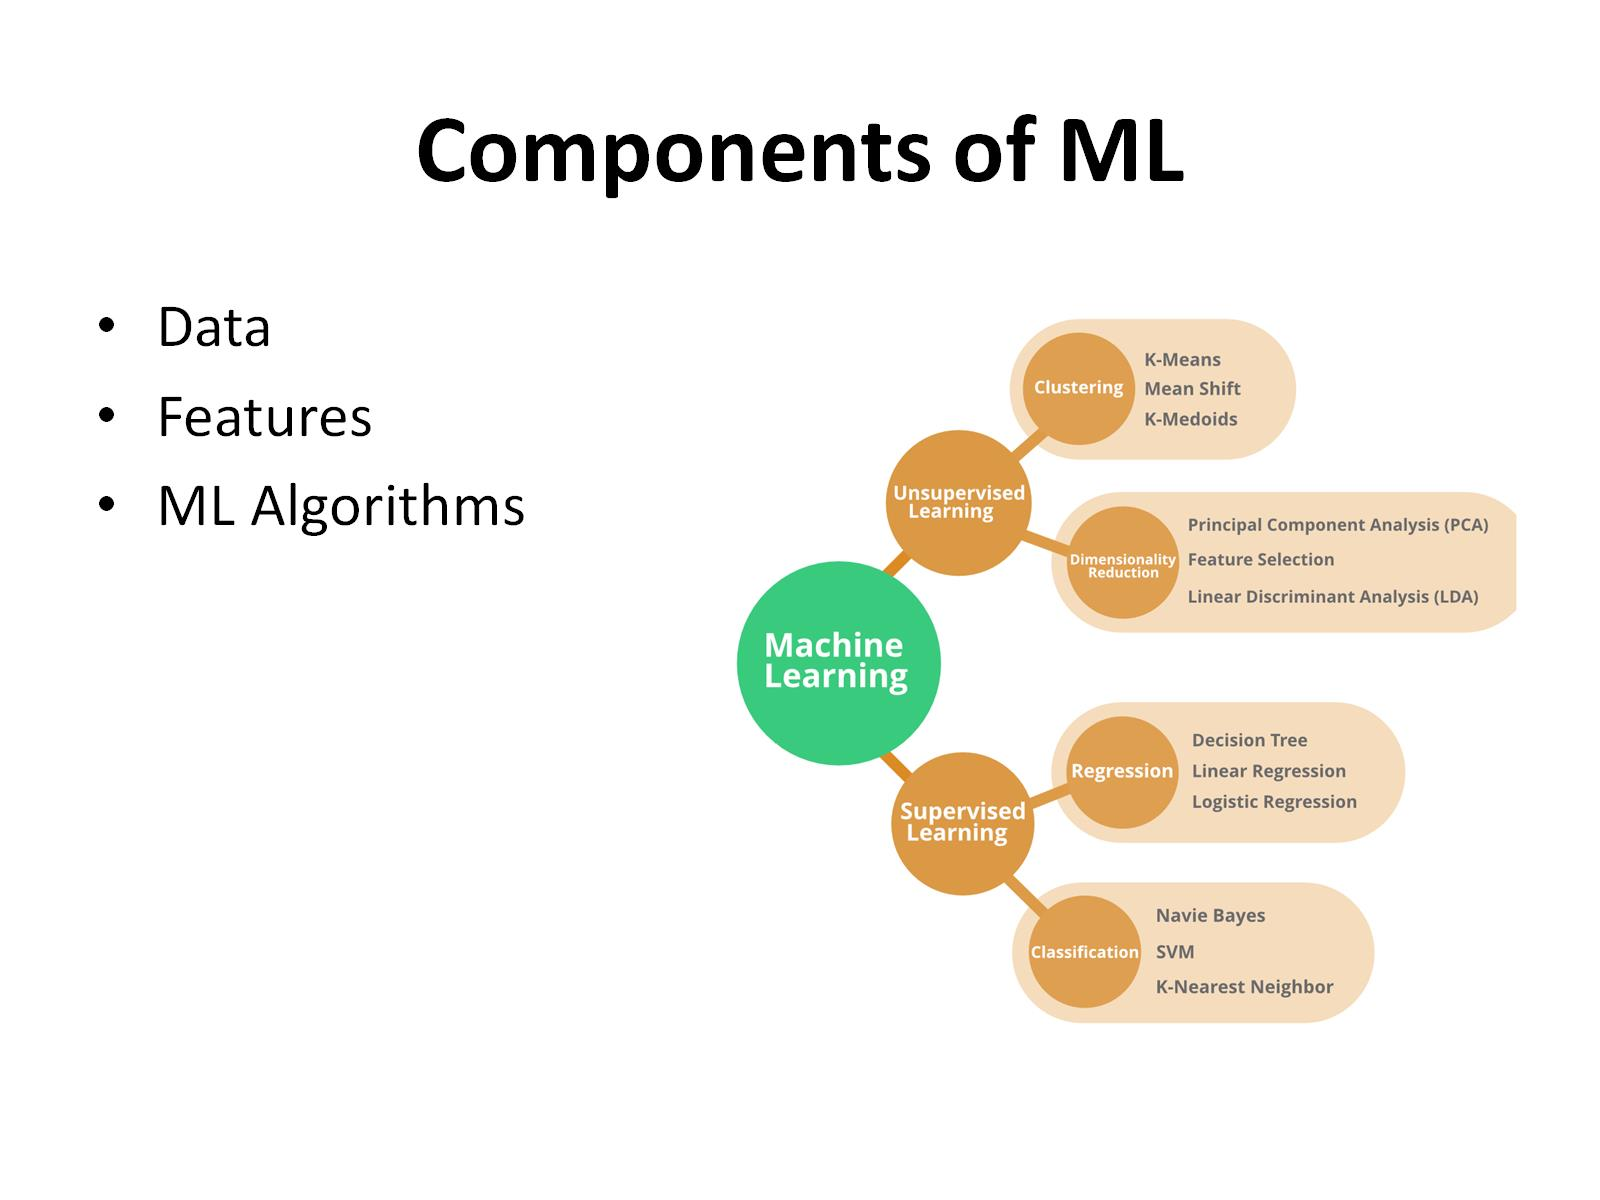 Components of ML
• Data
• Features
• ML Algorithms
Clustering
K-Means
Mean Shift
K-Medoids
Unsupervised
Learning
Dimensionality
Reduction
Principal Component Analysis (PCA)
Feature Selection
Linear Discriminant Analysis (LDA)
Machine
Learning
Supervised
Learning
Regression
Decision Tree
Linear Regression
Logistic Regression
Classification
Navie Bayes
SVM
K-Nearest Neighbor